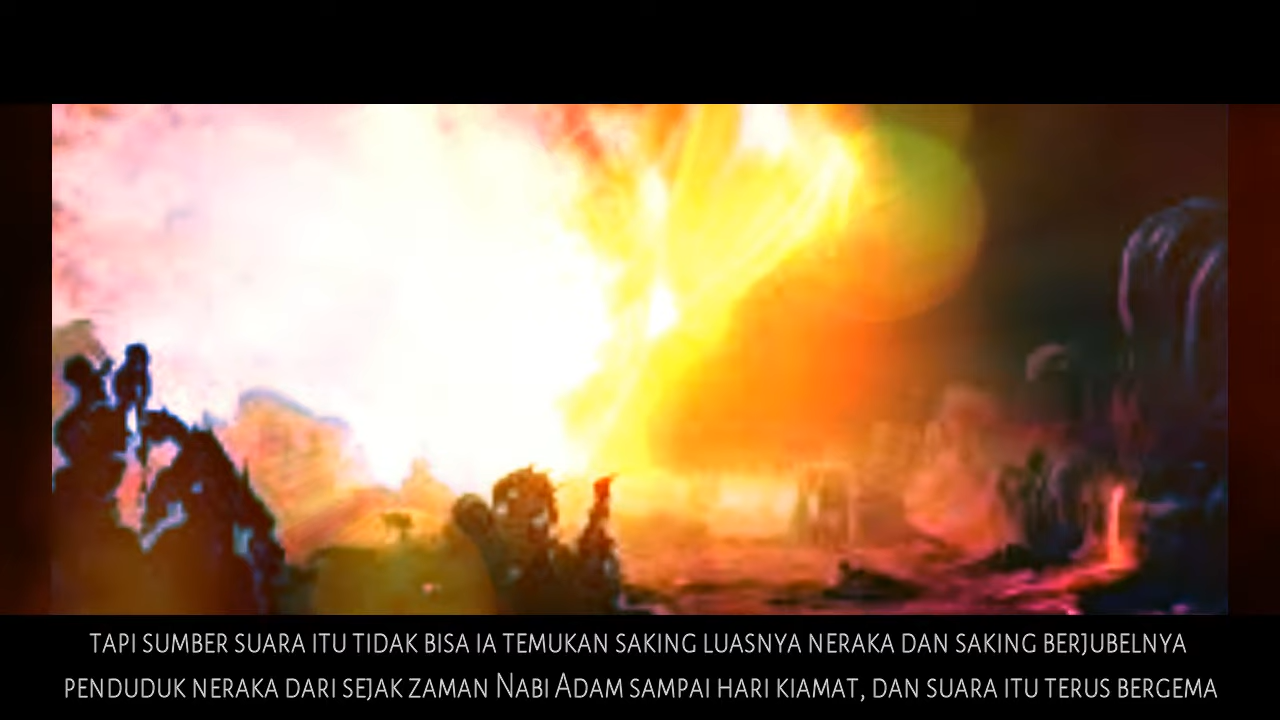 TAPI SUMBER SUARA ITU TIDAK BISA IA TEMUKAN SAKING LUASNYA NERAKA DAN SAKING BERJUBELNYA
PENDUDUK NERAKA DARI SEJAK ZAMAN NABI ADAM SAMPAI HARI KIAMAT, DAN SUARA ITU TERUS BERGEMA